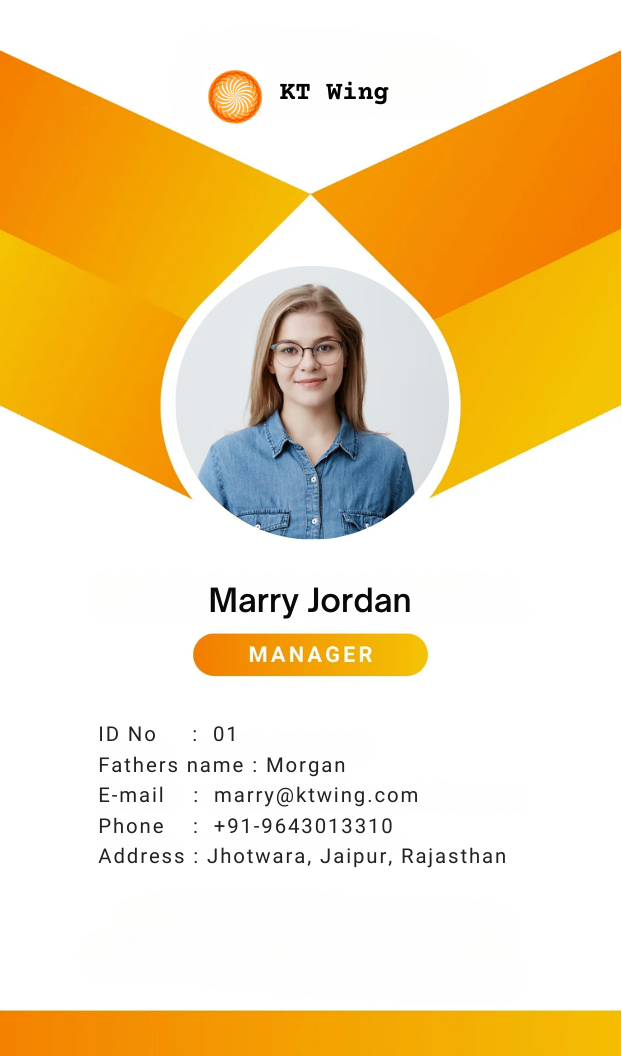 KT Wing
Marry Jordan
MANAGER
ID No : 01
Fathers name : Morgan
E-mail : marry@ktwing.com
Phone : +91-9643013310
Address : Jhotwara, Jaipur, Rajasthan